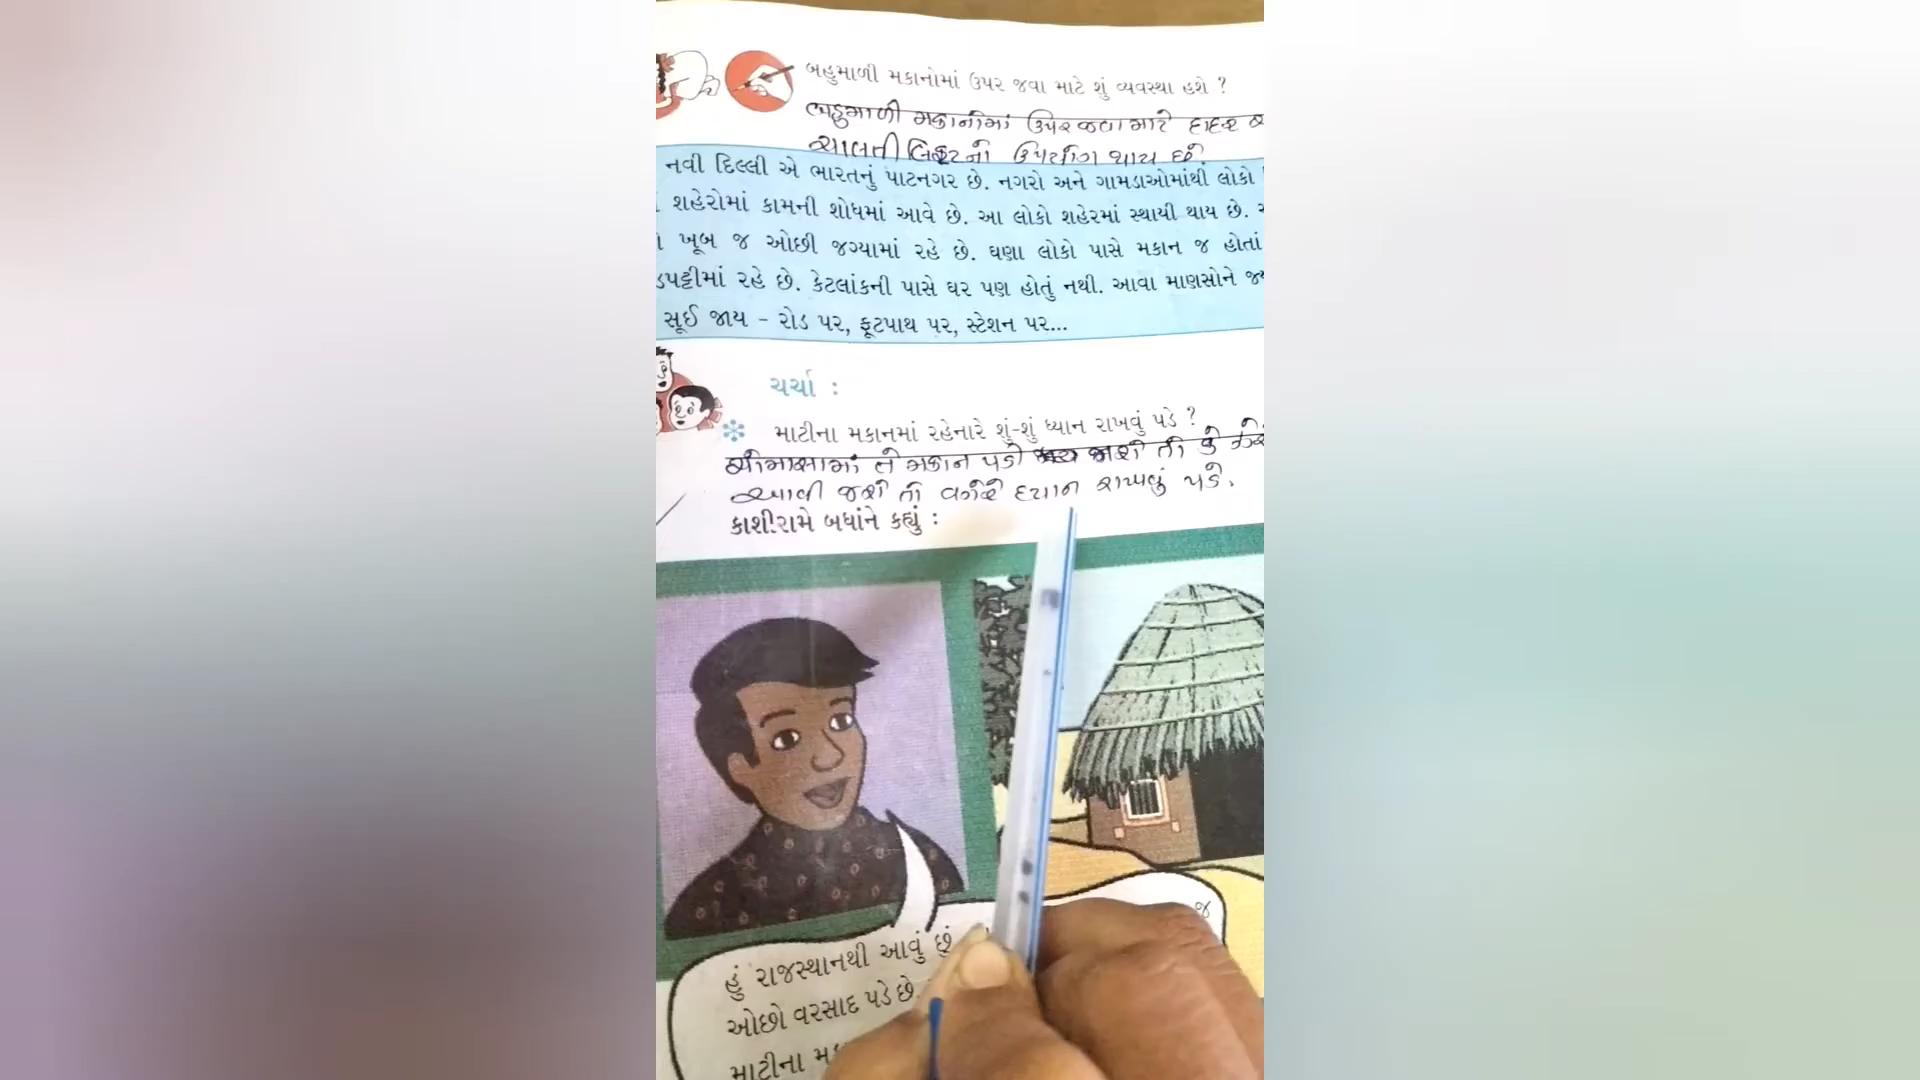 બહુમાળી મકાનોમાં ઉપર જવા માટે શું વ્યવસ્થા હશે ?
બહુમાળી મકાનોમાં ઉપર જવા માટે
ચાલતી લિફ્ટનો ઉપયોગ થાય છે.
નવી દિલ્લી એ ભારતનું પાટનગર છે. નગરો અને ગામડાઓમાંથી લોકો
શહેરોમાં કામની શોધમાં આવે છે. આ લોકો શહેરમાં સ્થાયી થાય છે.
ખૂબ જ ઓછી જગ્યામાં રહે છે. ઘણા લોકો પાસે મકાન જ હોતાં
ડપટ્ટીમાં રહે છે. કેટલાંકની પાસે ઘર પણ હોતું નથી. આવા માણસોને
સૂઈ જાય – રોડ પર, ફૂટપાથ પર, સ્ટેશન પર...
ચર્ચા :
માટીના મકાનમાં રહેનારે શું-શું ધ્યાન રાખવું પડે ?
ચોમાસામાં તે મકાન પડી જશે તો કે
આવી જશે તો વગેરે ધ્યાન રાખવું પડે.
કાશીરામે બધાંને કહ્યું :
હું રાજસ્થાનથી આવું છું
જ
ઓછો વરસાદ પડે છે.
માટીના